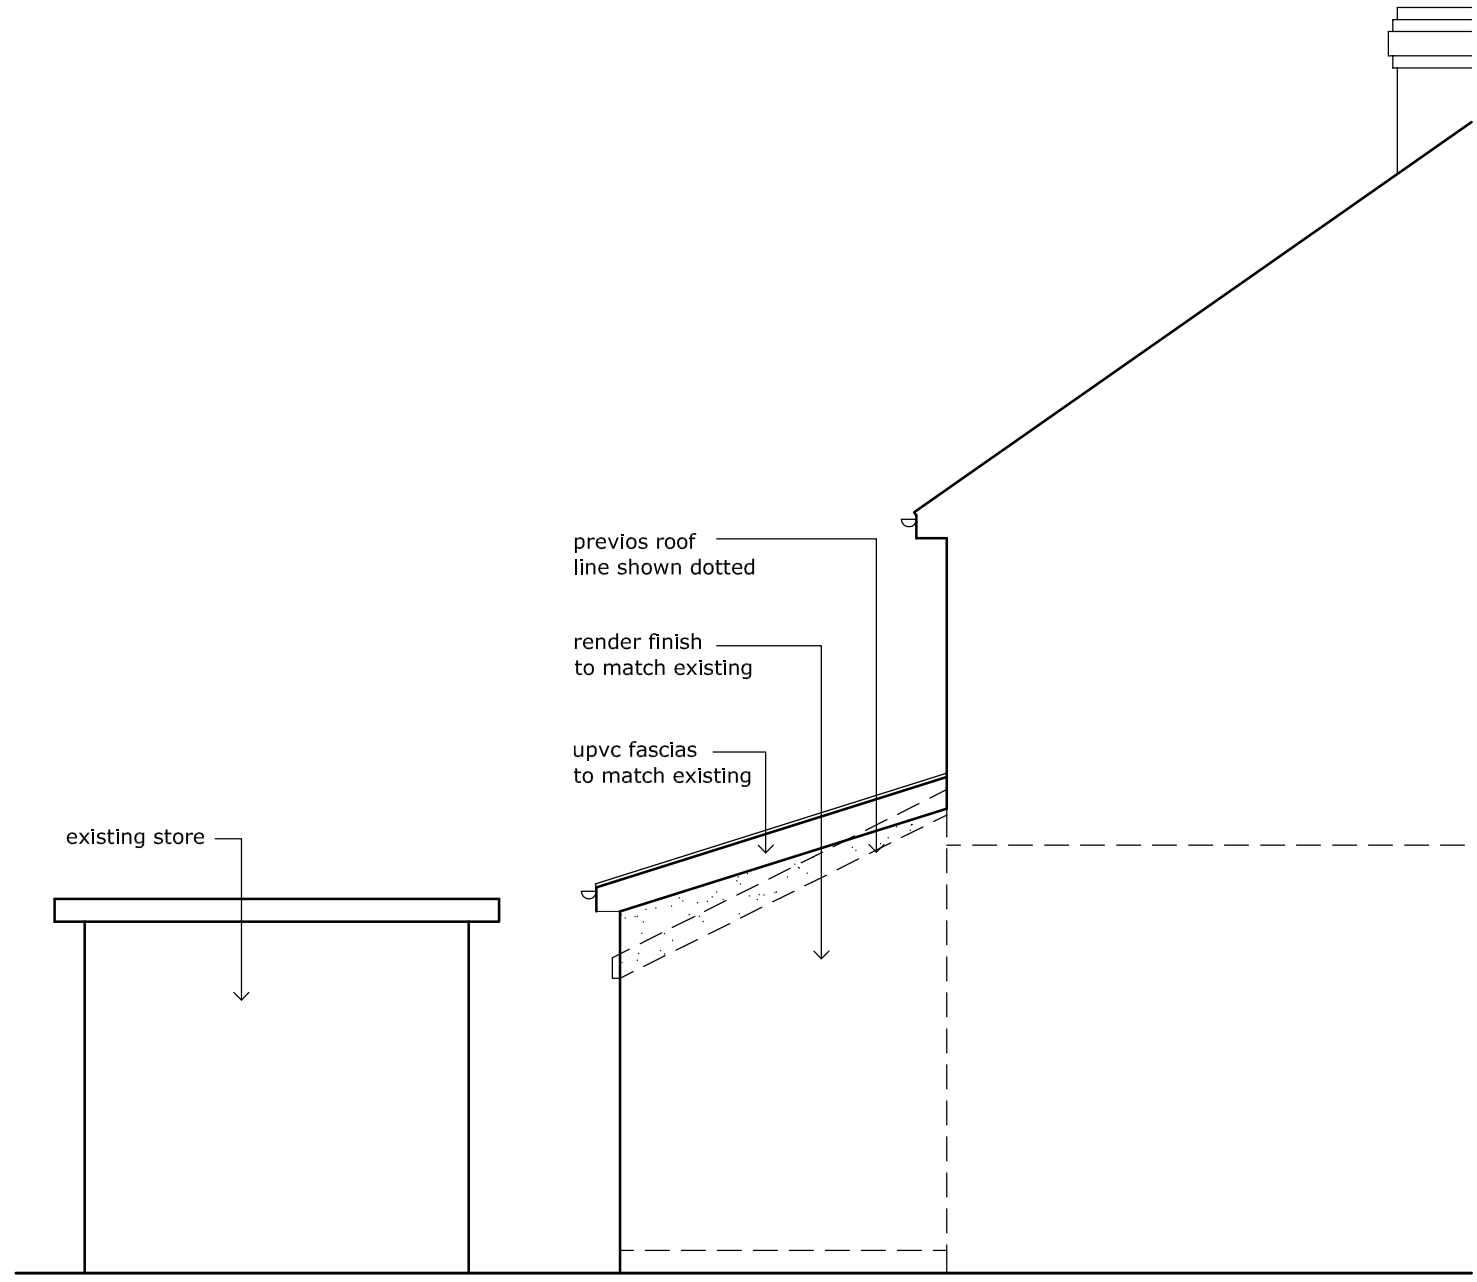 previos roof
line shown dotted
render finish
to match existing
upvc fascias
to match existing
existing store